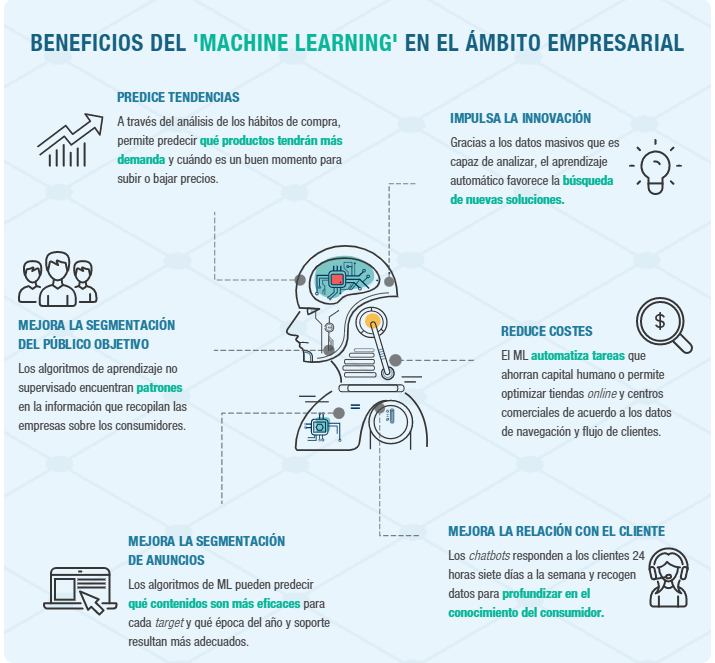 BENEFICIOS DEL 'MACHINE LEARNING' EN EL ÁMBITO EMPRESARIAL
PREDICE TENDENCIAS
A través del análisis de los hábitos de compra,
permite predecir qué productos tendrán más
demanda y cuándo es un buen momento para
subir o bajar precios.
IMPULSA LA INNOVACIÓN
Gracias a los datos masivos que es
capaz de analizar, el aprendizaje
automático favorece la búsqueda
de nuevas soluciones.
MEJORA LA SEGMENTACIÓN
DEL PÚBLICO OBJETIVO
Los algoritmos de aprendizaje no
supervisado encuentran patrones
en la información que recopilan las
empresas sobre los consumidores.
$
REDUCE COSTES
El ML automatiza tareas que
ahorran capital humano o permite
optimizar tiendas online y centros
comerciales de acuerdo a los datos
de navegación y flujo de clientes.
MEJORA LA SEGMENTACIÓN
DE ANUNCIOS
Los algoritmos de ML pueden predecir
qué contenidos son más eficaces para
cada target y qué época del año y soporte
resultan más adecuados.
MEJORA LA RELACIÓN CON EL CLIENTE
Los chatbots responden a los clientes 24
horas siete días a la semana y recogen
datos para profundizar en el
conocimiento del consumidor.